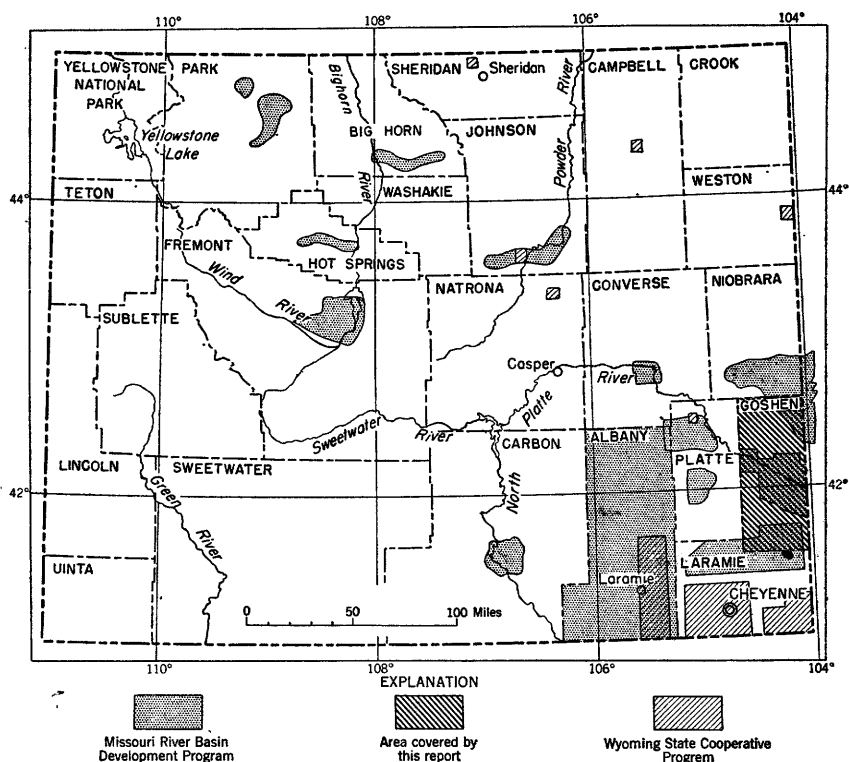 110° 108° 106° 104°
YELLOWSTONE PARK
NATIONAL
PARK
Yellowstone
Lake
Bighorn
River
SHERIDAN
Sheridan
River
Powder
CAMPBELL
CROOK
BIG HORN
JOHNSON
WESTON
44°
44°
TETON
WASHAKIE
FREMONT
HOT SPRINGS
Wind
River
NATRONA
CONVERSE
NIOBRARA
SUBLETTE
Casper
Platte
River
GOSHEN
Sweetwater
River
CARBON
ALBANY
PLATTE
LINCOLN
SWEETWATER
North
42°
42°
Green
River
UINTA
Laramie
LARAMIE
CHEYENNE
0 50 100 Miles
110° 108° 106° 104°
EXPLANATION
Missouri River Basin
Development Program
Area covered by
this report
Wyoming State Cooperative
Progrem